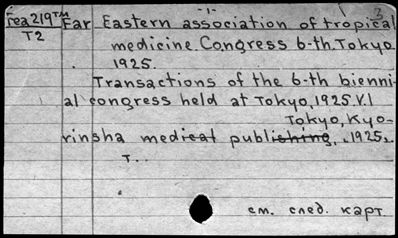 -1-
3
Fea219TM
T2
Far Eastern association of tropical
medicine. Congress 6-th. Tokyo
1925.
Transactions of the 6-th bienni-
al congress held at Tokyo, 1925. V.I
Tokyo, Kyo-
rinsha medical publishing, 1925.
T..
см. след. карт